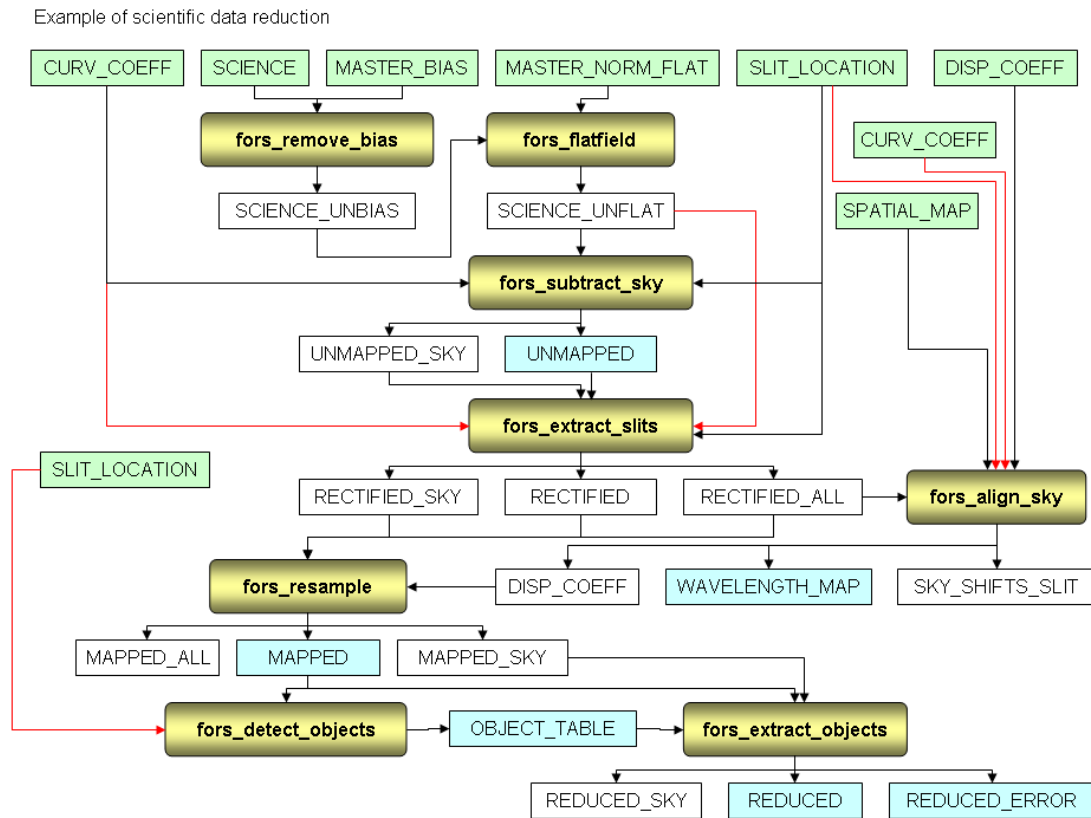 Example of scientific data reduction
CURV_COEFF
SCIENCE
MASTER_BIAS
MASTER_NORM_FLAT
SLIT_LOCATION
DISP_COEFF
fors_remove_bias
fors_flatfield
CURV_COEFF
SCIENCE_UNBIAS
SCIENCE_UNFLAT
SPATIAL_MAP
fors_subtract_sky
UNMAPPED_SKY
UNMAPPED
fors_extract_slits
SLIT_LOCATION
RECTIFIED_SKY
RECTIFIED
RECTIFIED_ALL
fors_align_sky
fors_resample
DISP_COEFF
WAVELENGTH_MAP
SKY_SHIFTS_SLIT
MAPPED_ALL
MAPPED
MAPPED_SKY
fors_detect_objects
OBJECT_TABLE
fors_extract_objects
REDUCED_SKY
REDUCED
REDUCED_ERROR